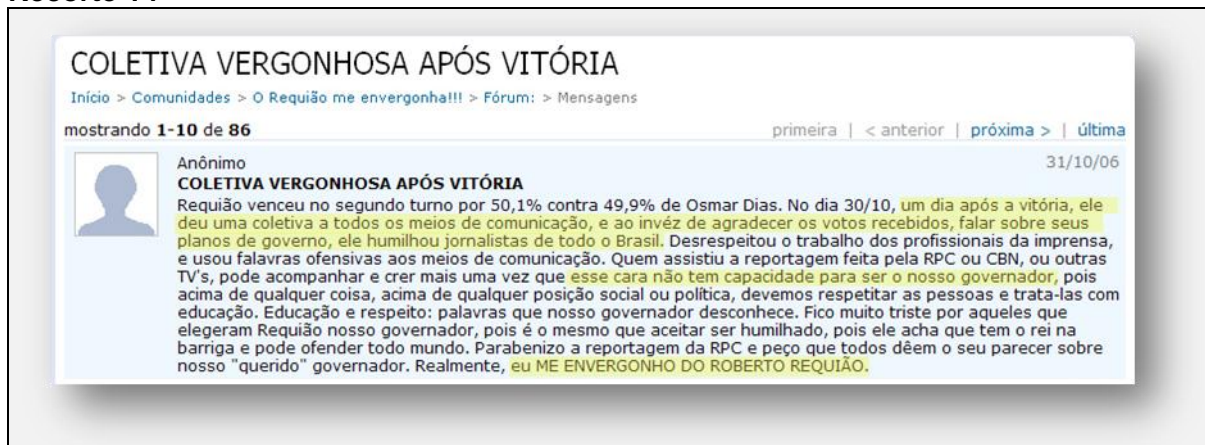 COLETIVA VERGONHOSA APÓS VITÓRIA
Início > Comunidades > O Requião me envergonha!!! > Fórum: > Mensagens
mostrando 1-10 de 86 primeira | < anterior | próxima > | última
Anônimo 31/10/06
COLETIVA VERGONHOSA APÓS VITÓRIA
Requião venceu no segundo turno por 50,1% contra 49,9% de Osmar Dias. No dia 30/10, um dia após a vitória, ele
deu uma coletiva a todos os meios de comunicação, e ao invéz de agradecer os votos recebidos, falar sobre seus
planos de governo, ele humilhou jornalistas de todo o Brasil. Desrespeitou o trabalho dos profissionais da imprensa,
e usou falavras ofensivas aos meios de comunicação. Quem assistiu a reportagem feita pela RPC ou CBN, ou outras
TV's, pode acompanhar e crer mais uma vez que esse cara não tem capacidade para ser o nosso governador, pois
acima de qualquer coisa, acima de qualquer posição social ou política, devemos respetitar as pessoas e trata-las com
educação. Educação e respeito: palavras que nosso governador desconhece. Fico muito triste por aqueles que
elegeram Requião nosso governador, pois é o mesmo que aceitar ser humilhado, pois ele acha que tem o rei na
barriga e pode ofender todo mundo. Parabenizo a reportagem da RPC e peço que todos dêem o seu parecer sobre
nosso "querido" governador. Realmente, eu ME ENVERGONHO DO ROBERTO REQUIÃO.